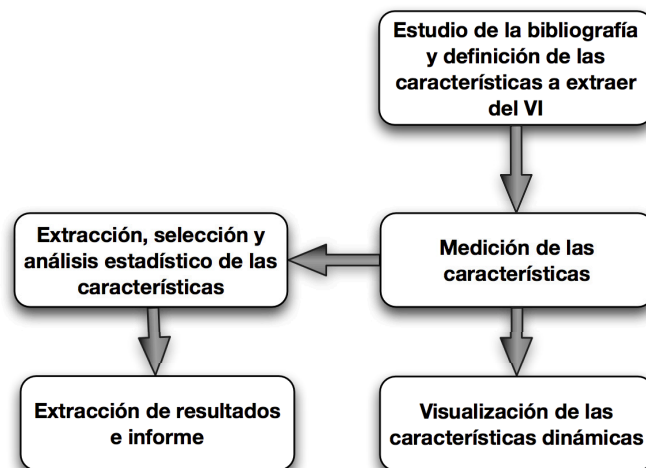 Estudio de la bibliografía
y definición de las
características a extraer
del VI
Extracción, selección y
análisis estadístico de las
características
Medición de las
características
Extracción de resultados
e informe
Visualización de las
características dinámicas